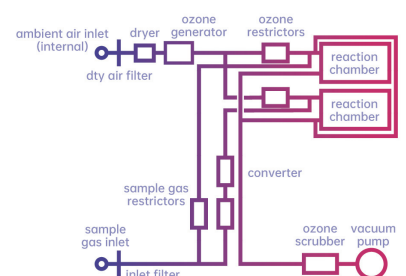 ambient air inlet
(internal)
dryer
ozone
generator
ozone
restrictors
dty air filter
reaction
chamber
reaction
chamber
converter
sample gas
restrictors
sample
gas inlet
inlet filter
ozone
scrubber
vacuum
pump